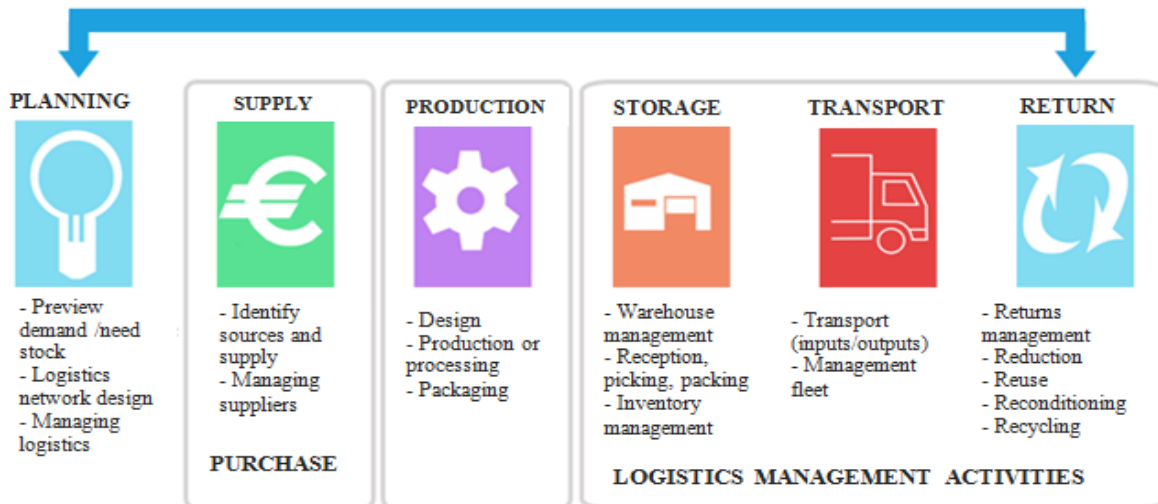 PLANNING
- Preview
demand /need
stock
- Logistics
network design
- Managing
logistics
SUPPLY
- Identify
sources and
supply
- Managing
suppliers
PURCHASE
PRODUCTION
- Design
- Production or
processing
- Packaging
STORAGE
- Warehouse
management
- Reception,
picking, packing
- Inventory
management
TRANSPORT
- Transport
(inputs/outputs)
- Management
fleet
RETURN
- Returns
management
- Reduction
- Reuse
- Reconditioning
- Recycling
LOGISTICS MANAGEMENT ACTIVITIES